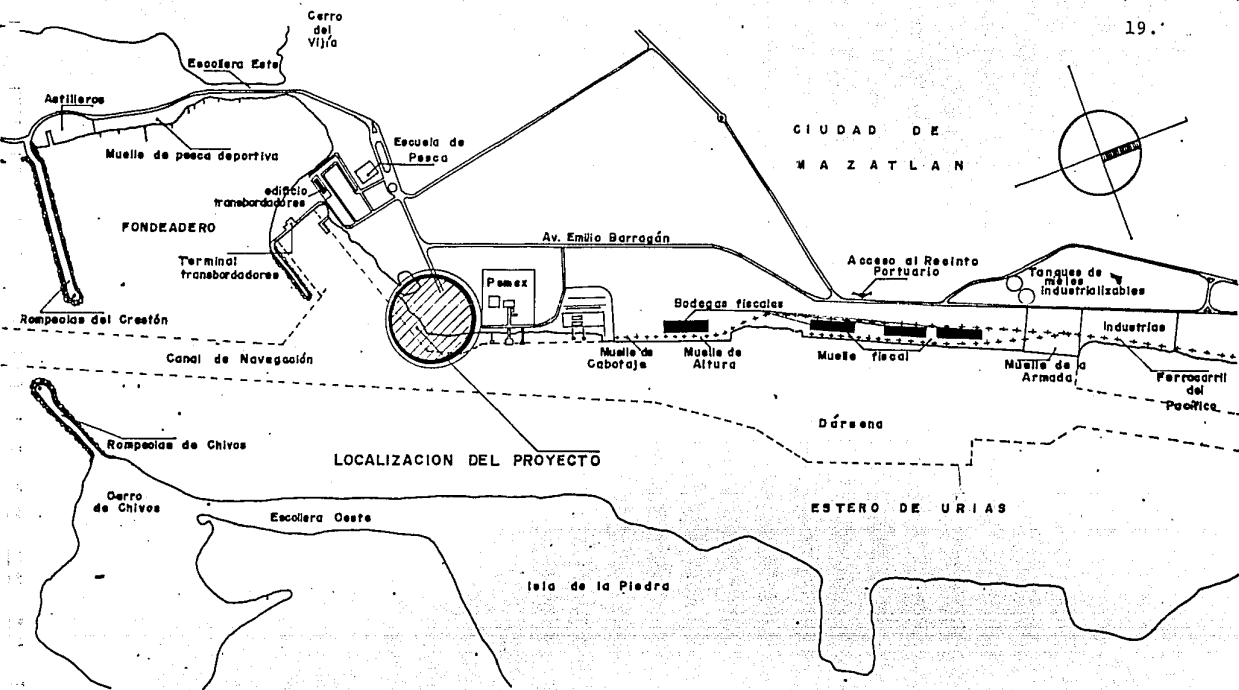 19.
Cerro
del
Vijía
Escollera Este
Astilleros
Muelle de pesca deportiva
Escuela de
Pesca
CIUDAD DE
MAZATLAN
edificio
transbordadores
FONDEADERO
Terminal
transbordadores
Av. Emilio Barragán
Acceso al Recinto
Portuario
Tanques de
mieles
industrializables
Pemex
Bodegas fiscales
Rompeolas del Crestón
Industrias
Canal de Navegación
Muelle de
Cabotaje
Muelle de
Altura
Muelle fiscal
Muelle de la
Armada
Ferrocarril
del
Pacífico
Rompeolas de Chivos
Dársena
LOCALIZACION DEL PROYECTO
Cerro
de Chivos
Escollera Oeste
ESTERO DE URIAS
Isla de la Piedra